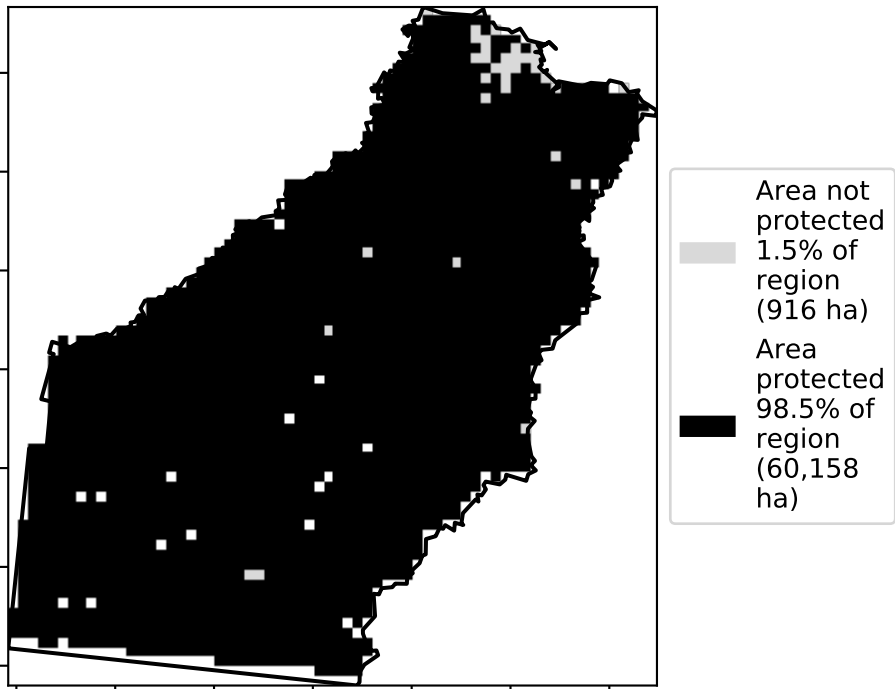 Area not
protected
1.5% of
region
(916 ha)
Area
protected
98.5% of
region
(60,158
ha)